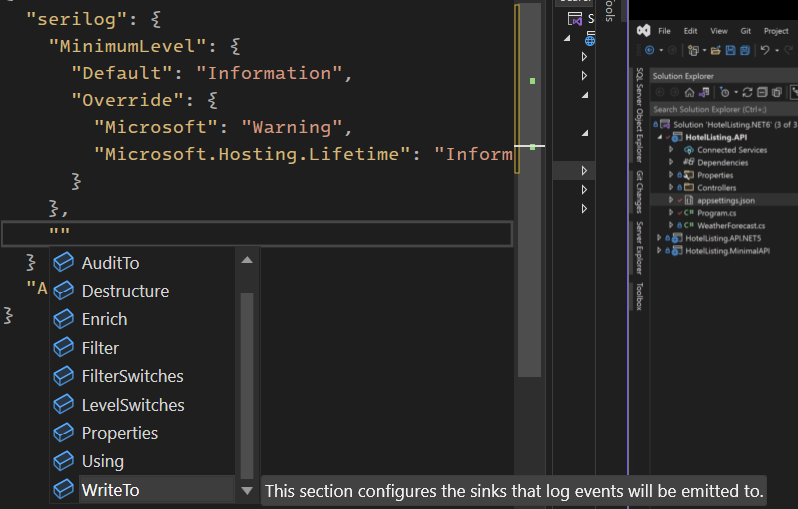 "serilog": {
"MinimumLevel": {
"Default": "Information",
"Override": {
"Microsoft": "Warning",
"Microsoft.Hosting.Lifetime": "Inform
}
},
""
}
"A
}
AuditTo
Destructure
Enrich
Filter
FilterSwitches
LevelSwitches
Properties
Using
WriteTo
This section configures the sinks that log events will be emitted to.
S
Tools
File Edit View Git Project
SQL Server Object Explorer
Git Changes
Server Explorer
Toolbox
Solution Explorer
Search Solution Explorer (Ctrl+;)
Solution 'HotelListing.NET6' (3 of 3
HotelListing.API
Connected Services
Dependencies
Properties
Controllers
appsettings.json
C# Program.cs
C# WeatherForecast.cs
HotelListing.API.NET5
HotelListing.MinimalAPI